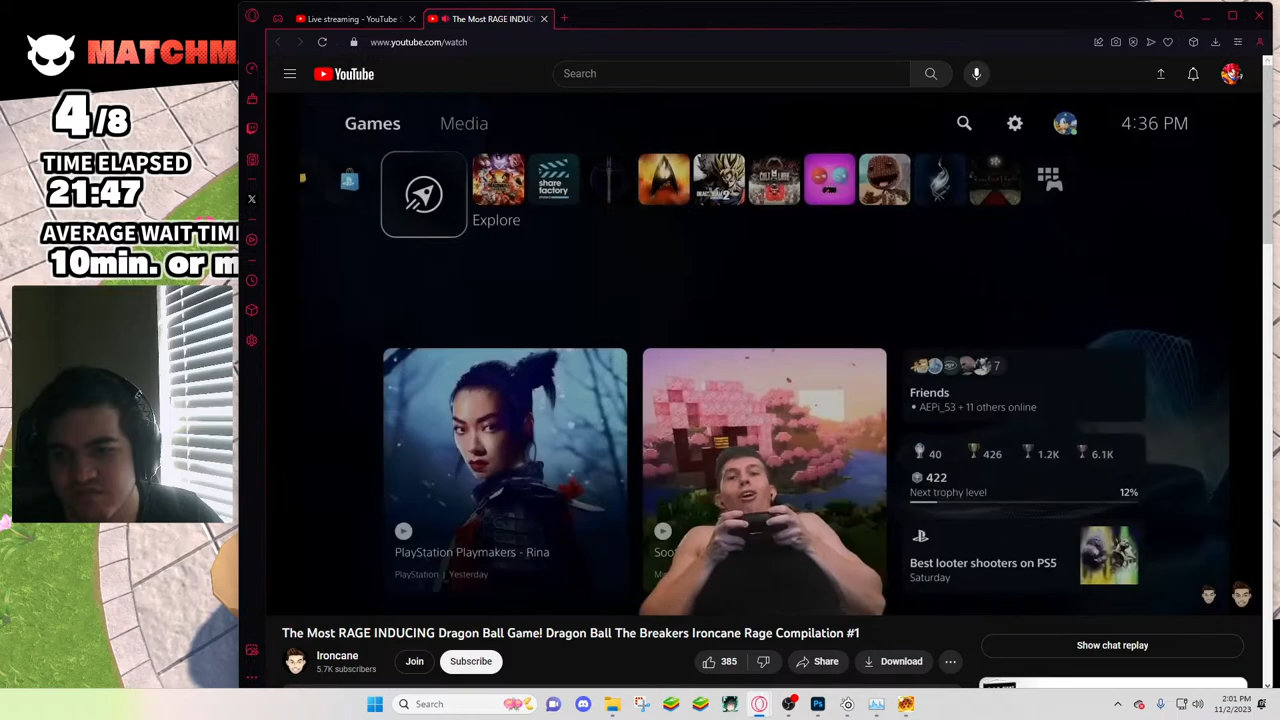 MATCHM
4/8
TIME ELAPSED
21:47
AVERAGE WAIT TIM
10min. or m
Live streaming - YouTube S
The Most RAGE INDUC
www.youtube.com/watch
YouTube
Search
Games
Media
4:36 PM
share factory
Explore
PlayStation Playmakers - Rina
PlayStation | Yesterday
Soo
Friends
AEPi_53 + 11 others online
7
40
426
1.2K
6.1K
422
Next trophy level
12%
Best looter shooters on PS5
Saturday
The Most RAGE INDUCING Dragon Ball Game! Dragon Ball The Breakers Ironcane Rage Compilation #1
Ironcane
5.7K subscribers
Join
Subscribe
385
Share
Download
Show chat replay
Search
2:01 PM
11/2/2023